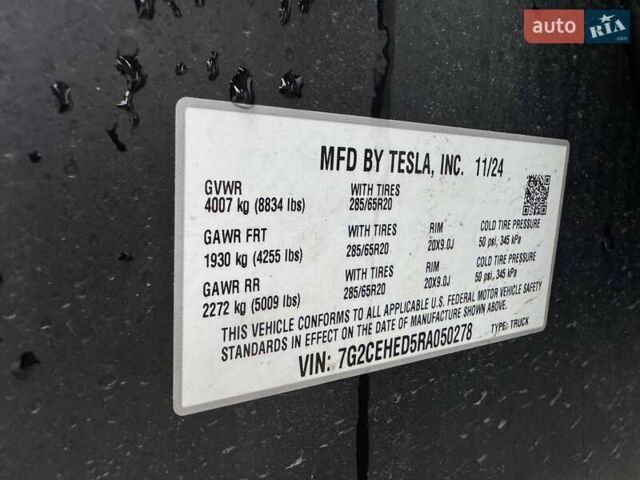 auto RIA.com
MFD BY TESLA, INC. 11/24
GVWR WITH TIRES
4007 kg (8834 lbs) 285/65R20
GAWR FRT WITH TIRES RIM COLD TIRE PRESSURE
1930 kg (4255 lbs) 285/65R20 20X9.0J 50 psi, 345 kPa
GAWR RR WITH TIRES RIM COLD TIRE PRESSURE
2272 kg (5009 lbs) 285/65R20 20X9.0J 50 psi, 345 kPa
THIS VEHICLE CONFORMS TO ALL APPLICABLE U.S. FEDERAL MOTOR VEHICLE SAFETY
STANDARDS IN EFFECT ON THE DATE OF MANUFACTURE SHOWN ABOVE.
VIN: 7G2CEHED5RA050278 TYPE: TRUCK